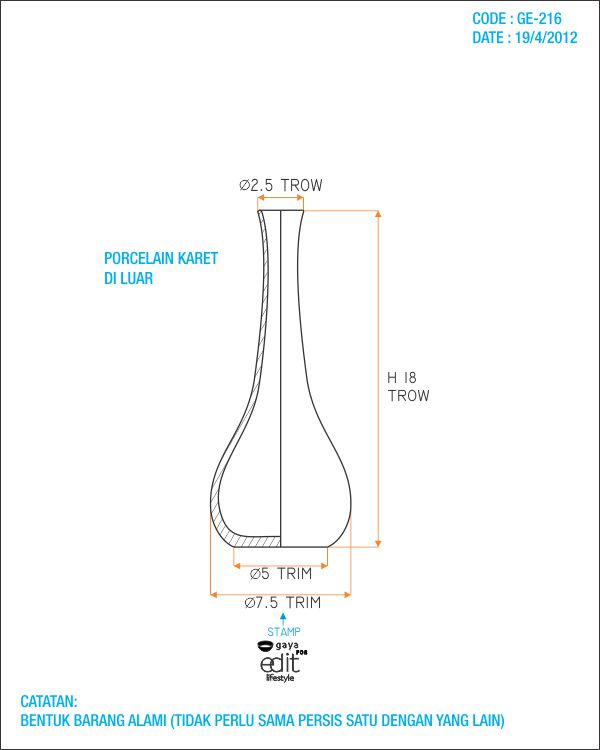 CODE : GE-216
DATE : 19/4/2012
Ø2.5 TROW
PORCELAIN KARET
DI LUAR
H 18
TROW
Ø5 TRIM
Ø7.5 TRIM
STAMP
gaya
FOR
edit
lifestyle
CATATAN:
BENTUK BARANG ALAMI (TIDAK PERLU SAMA PERSIS SATU DENGAN YANG LAIN)